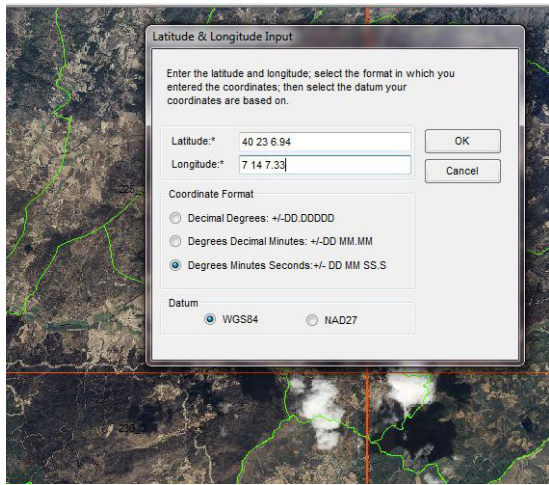 Latitude & Longitude Input
Enter the latitude and longitude; select the format in which you
entered the coordinates; then select the datum your
coordinates are based on.
Latitude:* 40 23 6.94 OK
Longitude:* 7 14 7.33 Cancel
Coordinate Format
Decimal Degrees: +/-DD.DDDDD
Degrees Decimal Minutes: +/-DD MM.MM
Degrees Minutes Seconds:+/- DD MM SS.S
Datum
WGS84 NAD27